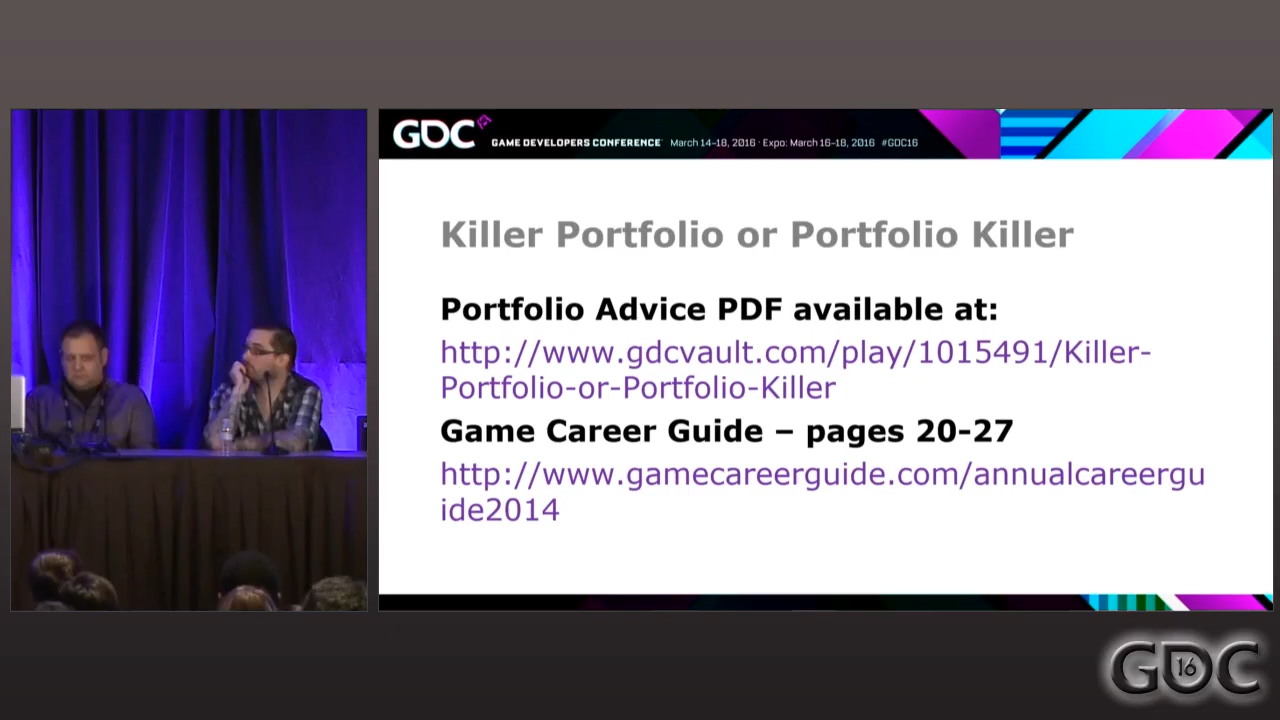 GDC GAME DEVELOPERS CONFERENCE March 14-18, 2016 · Expo: March 16-18, 2016 #GDC16
Killer Portfolio or Portfolio Killer
Portfolio Advice PDF available at:
http://www.gdcvault.com/play/1015491/Killer-
Portfolio-or-Portfolio-Killer
Game Career Guide – pages 20-27
http://www.gamecareerguide.com/annualcareergu
ide2014
GDC 16